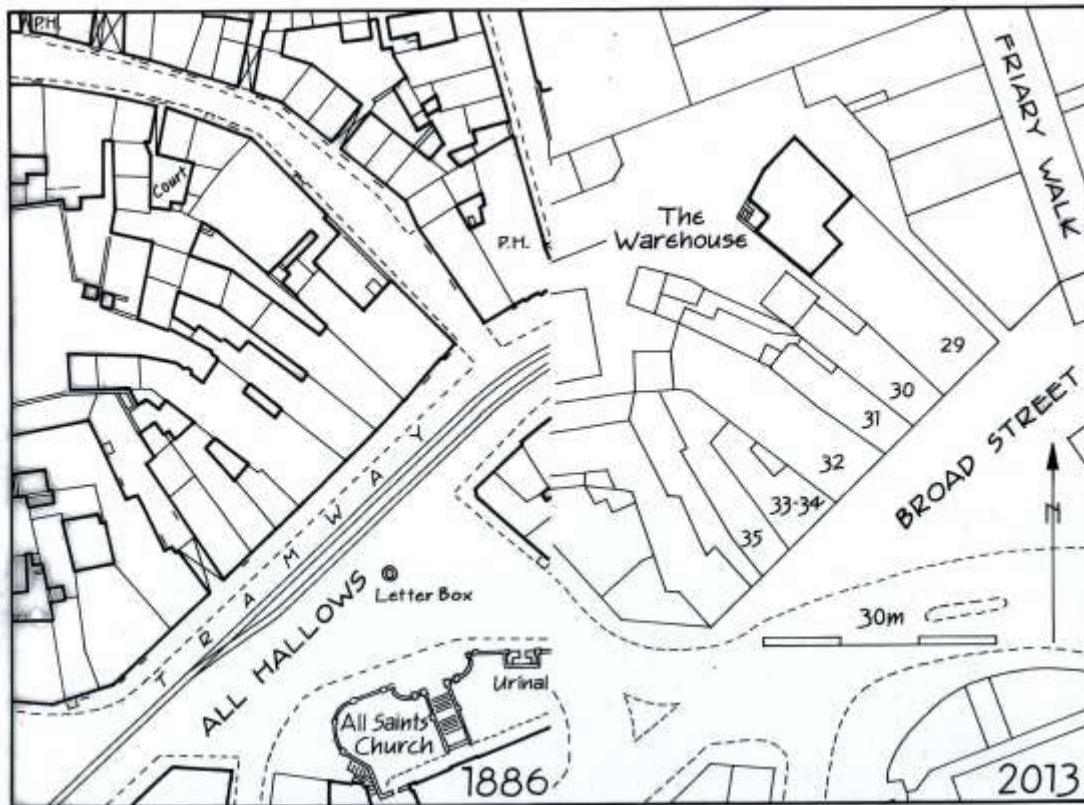 P.H.
Court
P.H.
TRAMWAY
ALL HALLOWS
Letter Box
Urinal
All Saints'
Church
1886
FRIARY WALK
The
Warehouse
29
30
31
32
33-34
35
BROAD STREET
N
30m
2013